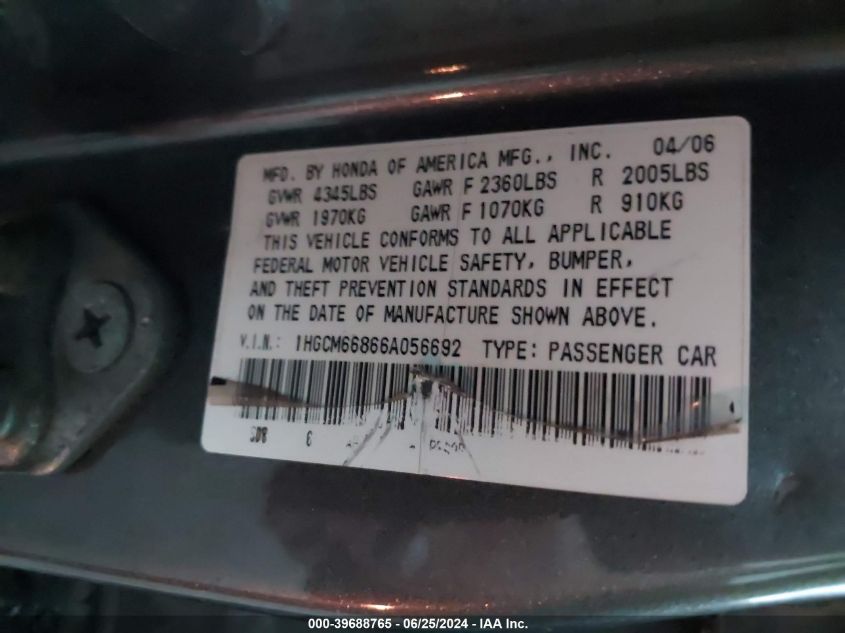 MFD. BY HONDA OF AMERICA MFG., INC. 04/06
GVWR 4345LBS GAWR F 2360LBS R 2005LBS
GVWR 1970KG GAWR F 1070KG R 910KG
THIS VEHICLE CONFORMS TO ALL APPLICABLE
FEDERAL MOTOR VEHICLE SAFETY, BUMPER,
AND THEFT PREVENTION STANDARDS IN EFFECT
ON THE DATE OF MANUFACTURE SHOWN ABOVE.
V.I.N.: 1HGCM66866A056692 TYPE: PASSENGER CAR
000-39688765 / 06/25/2024 / IAA Inc.